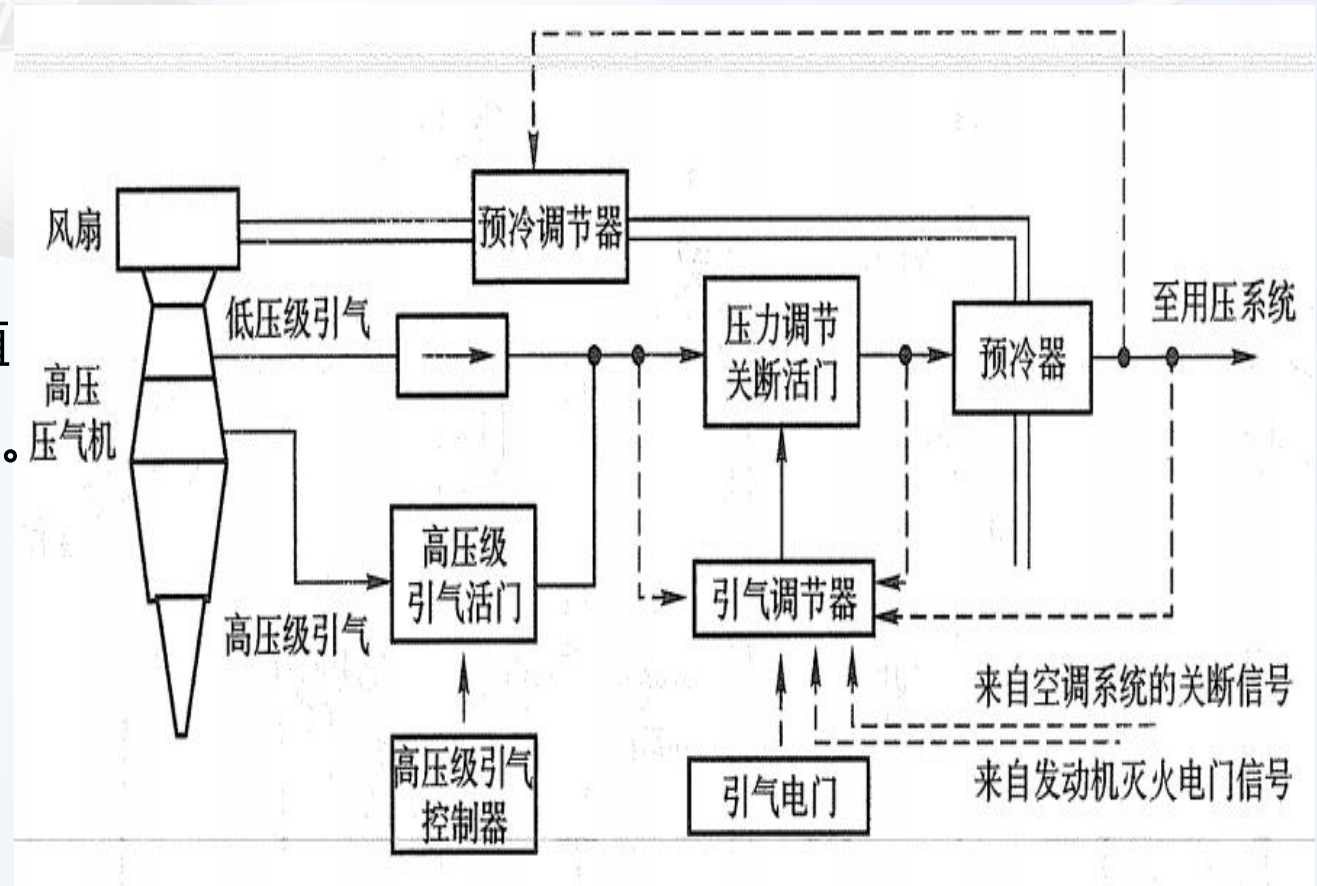 风扇
预冷调节器
低压级引气
压力调节
关断活门
至用压系统
预冷器
高压
压气机
。
高压级
引气活门
引气调节器
高压级引气
来自空调系统的关断信号
高压级引气
控制器
引气电门
来自发动机灭火电门信号